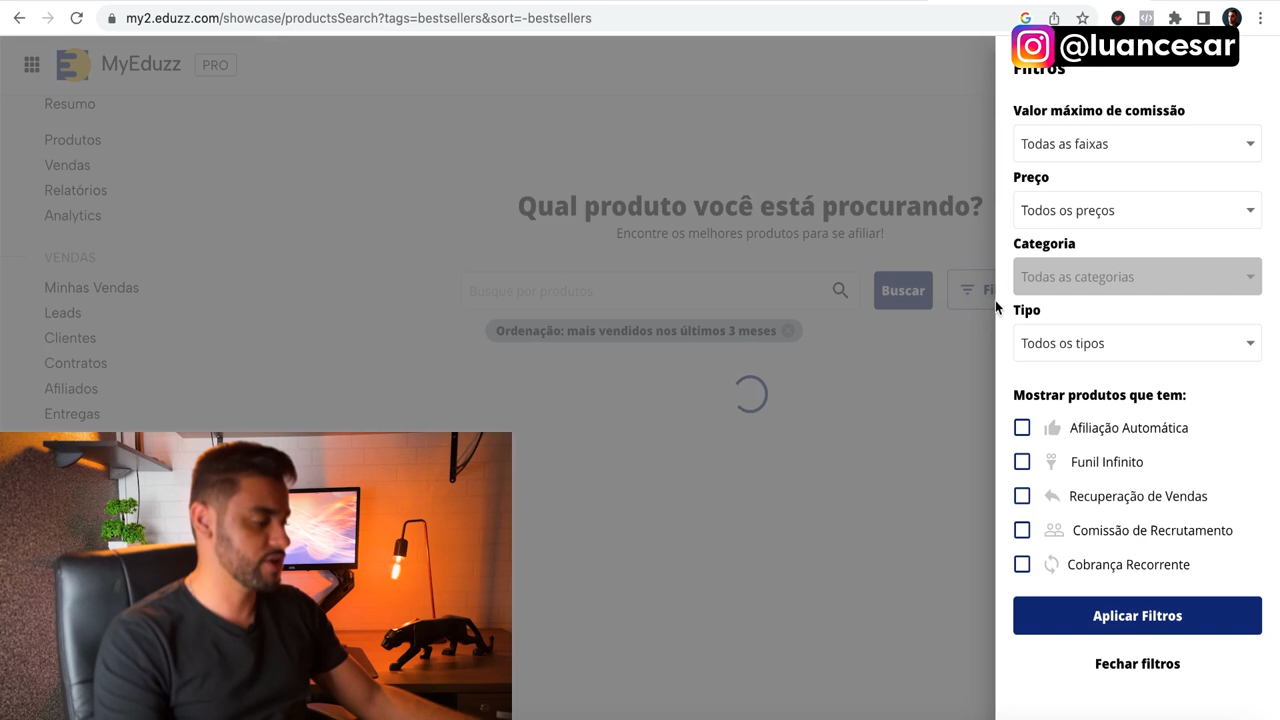 my2.eduzz.com/showcase/productsSearch?tags=bestsellers&sort=-bestsellers
@luancesar
MyEduzz
PRO
Resumo
Produtos
Vendas
Relatórios
Analytics
VENDAS
Minhas Vendas
Leads
Clientes
Contratos
Afiliados
Entregas
Qual produto você está procurando?
Encontre os melhores produtos para se afiliar!
Busque por produtos
Buscar
Ordenação: mais vendidos nos últimos 3 meses
Filtros
Valor máximo de comissão
Todas as faixas
Preço
Todos os preços
Categoria
Todas as categorias
Tipo
Todos os tipos
Mostrar produtos que tem:
Afiliação Automática
Funil Infinito
Recuperação de Vendas
Comissão de Recrutamento
Cobrança Recorrente
Aplicar Filtros
Fechar filtros